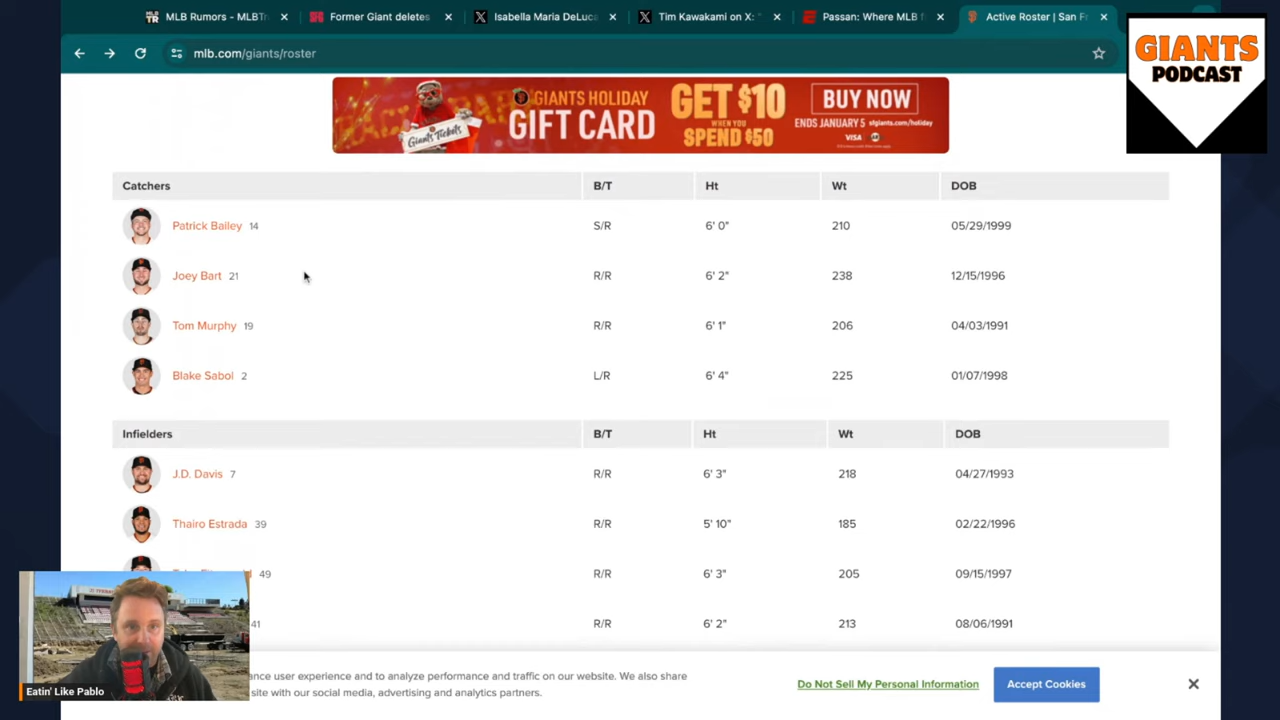 MLB Rumors - MLBTr
Former Giant deletes
Isabella Maria DeLuca
Tim Kawakami on X: "
Passan: Where MLB f
Active Roster | San Fr
mlb.com/giants/roster
GIANTS
PODCAST
Giants Tickets
GIANTS HOLIDAY
GIFT CARD
GET $10
WHEN YOU
SPEND $50
BUY NOW
ENDS JANUARY 5 sfgiants.com/holiday
VISA
Catchers B/T Ht Wt DOB
Patrick Bailey 14 S/R 6' 0" 210 05/29/1999
Joey Bart 21 R/R 6' 2" 238 12/15/1996
Tom Murphy 19 R/R 6' 1" 206 04/03/1991
Blake Sabol 2 L/R 6' 4" 225 01/07/1998
Infielders B/T Ht Wt DOB
J.D. Davis 7 R/R 6' 3" 218 04/27/1993
Thairo Estrada 39 R/R 5' 10" 185 02/22/1996
49 R/R 6' 3" 205 09/15/1997
41 R/R 6' 2" 213 08/06/1991
ance user experience and to analyze performance and traffic on our website. We also share
site with our social media, advertising and analytics partners.
Do Not Sell My Personal Information
Accept Cookies
Eatin' Like Pablo